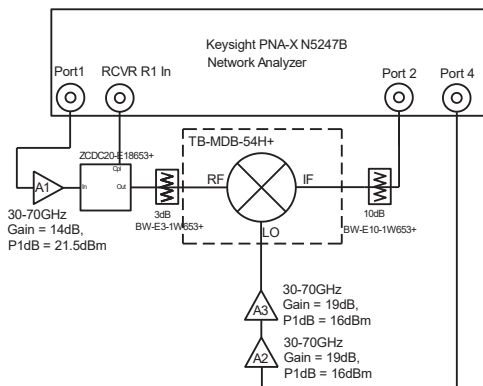 Keysight PNA-X N5247B
Network Analyzer
Port1
RCVR R1 In
Port 2
Port 4
ZCDC20-E18653+
Cpl
In
Out
TB-MDB-54H+
RF
IF
LO
A1
30-70GHz
Gain = 14dB,
P1dB = 21.5dBm
3dB
BW-E3-1W653+
10dB
BW-E10-1W653+
A3
30-70GHz
Gain = 19dB,
P1dB = 16dBm
A2
30-70GHz
Gain = 19dB,
P1dB = 16dBm